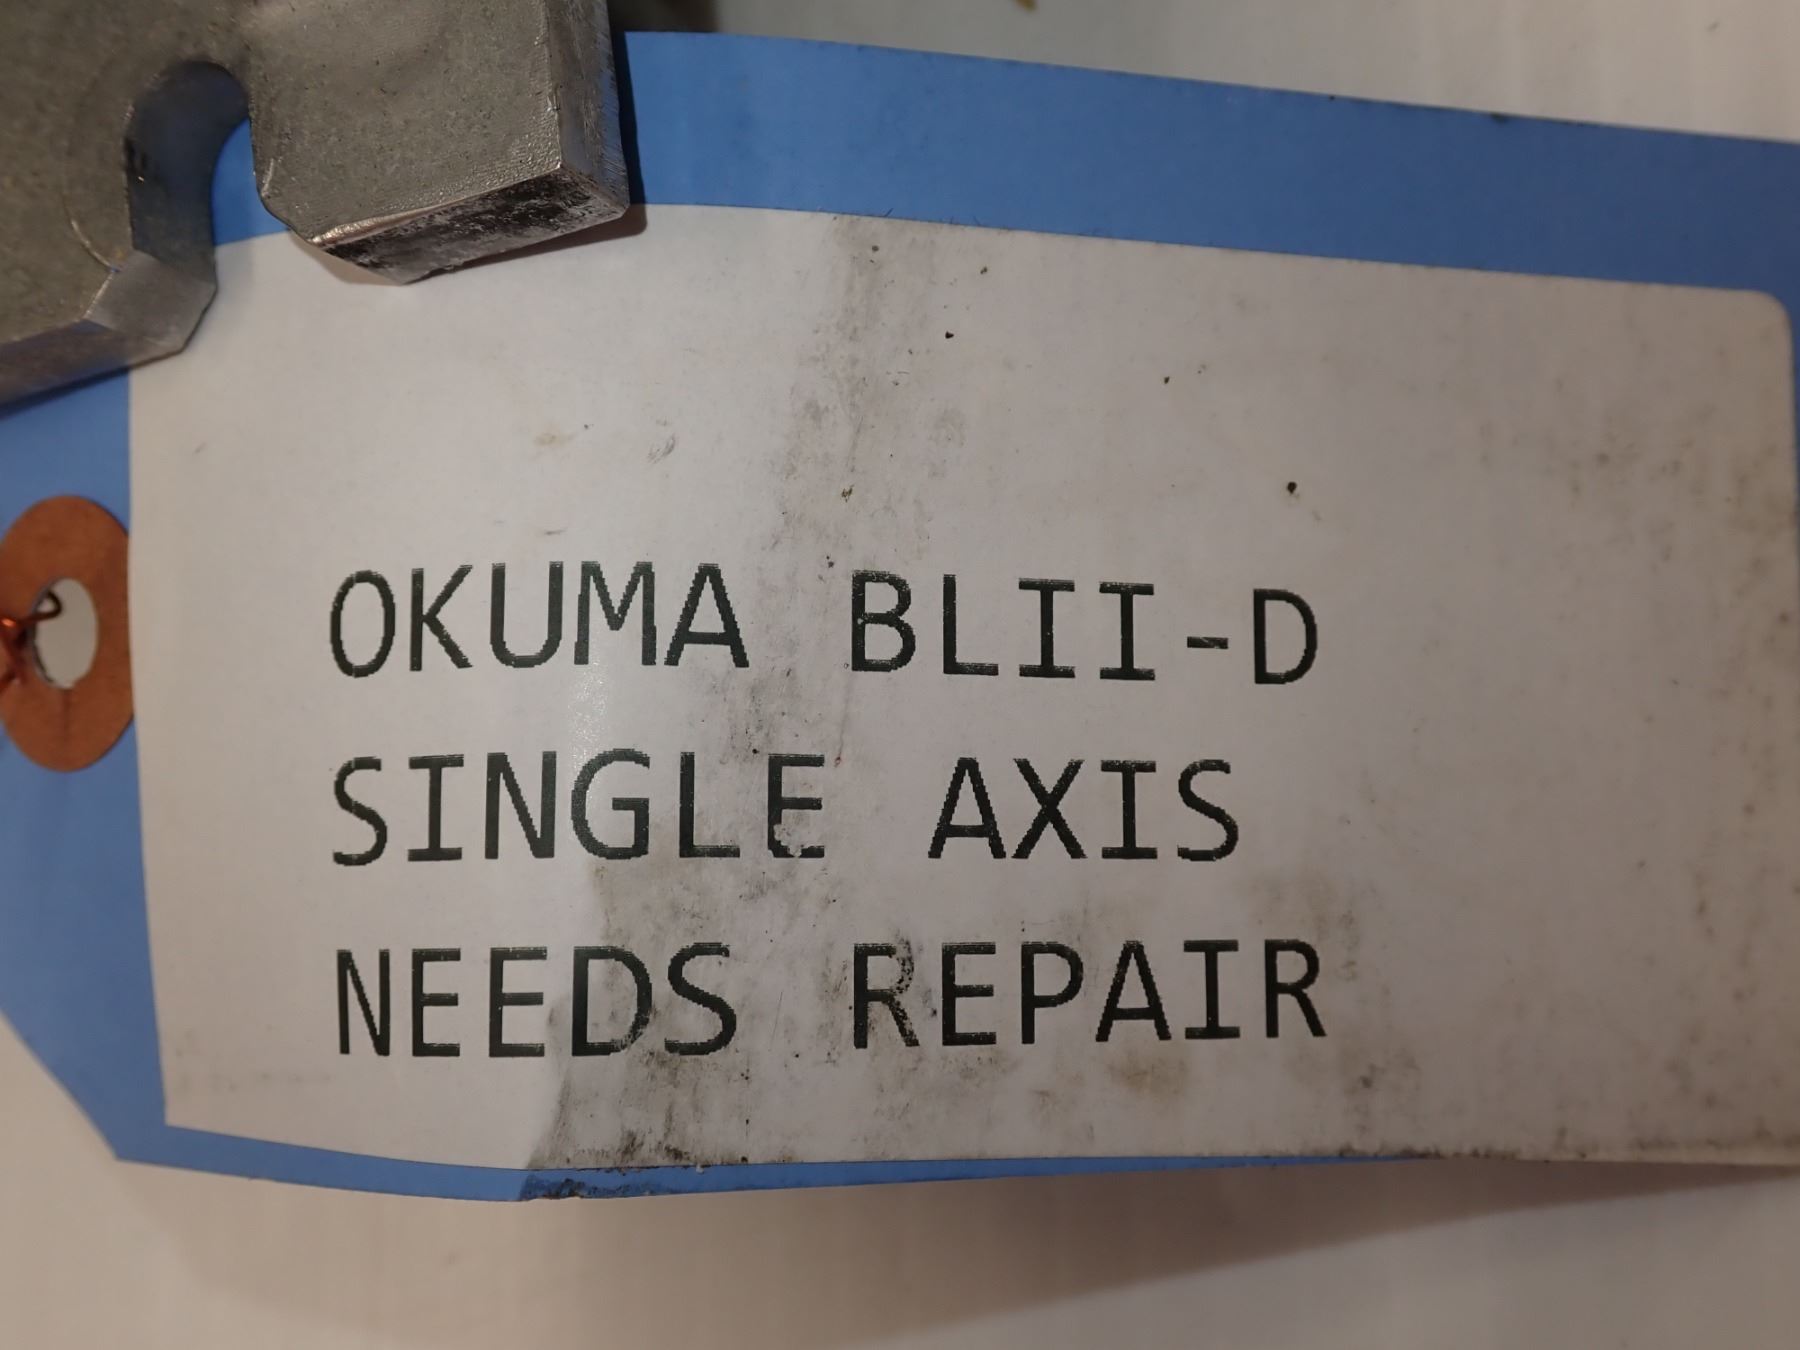 OKUMA BLII-D
SINGLE AXIS
NEEDS REPAIR